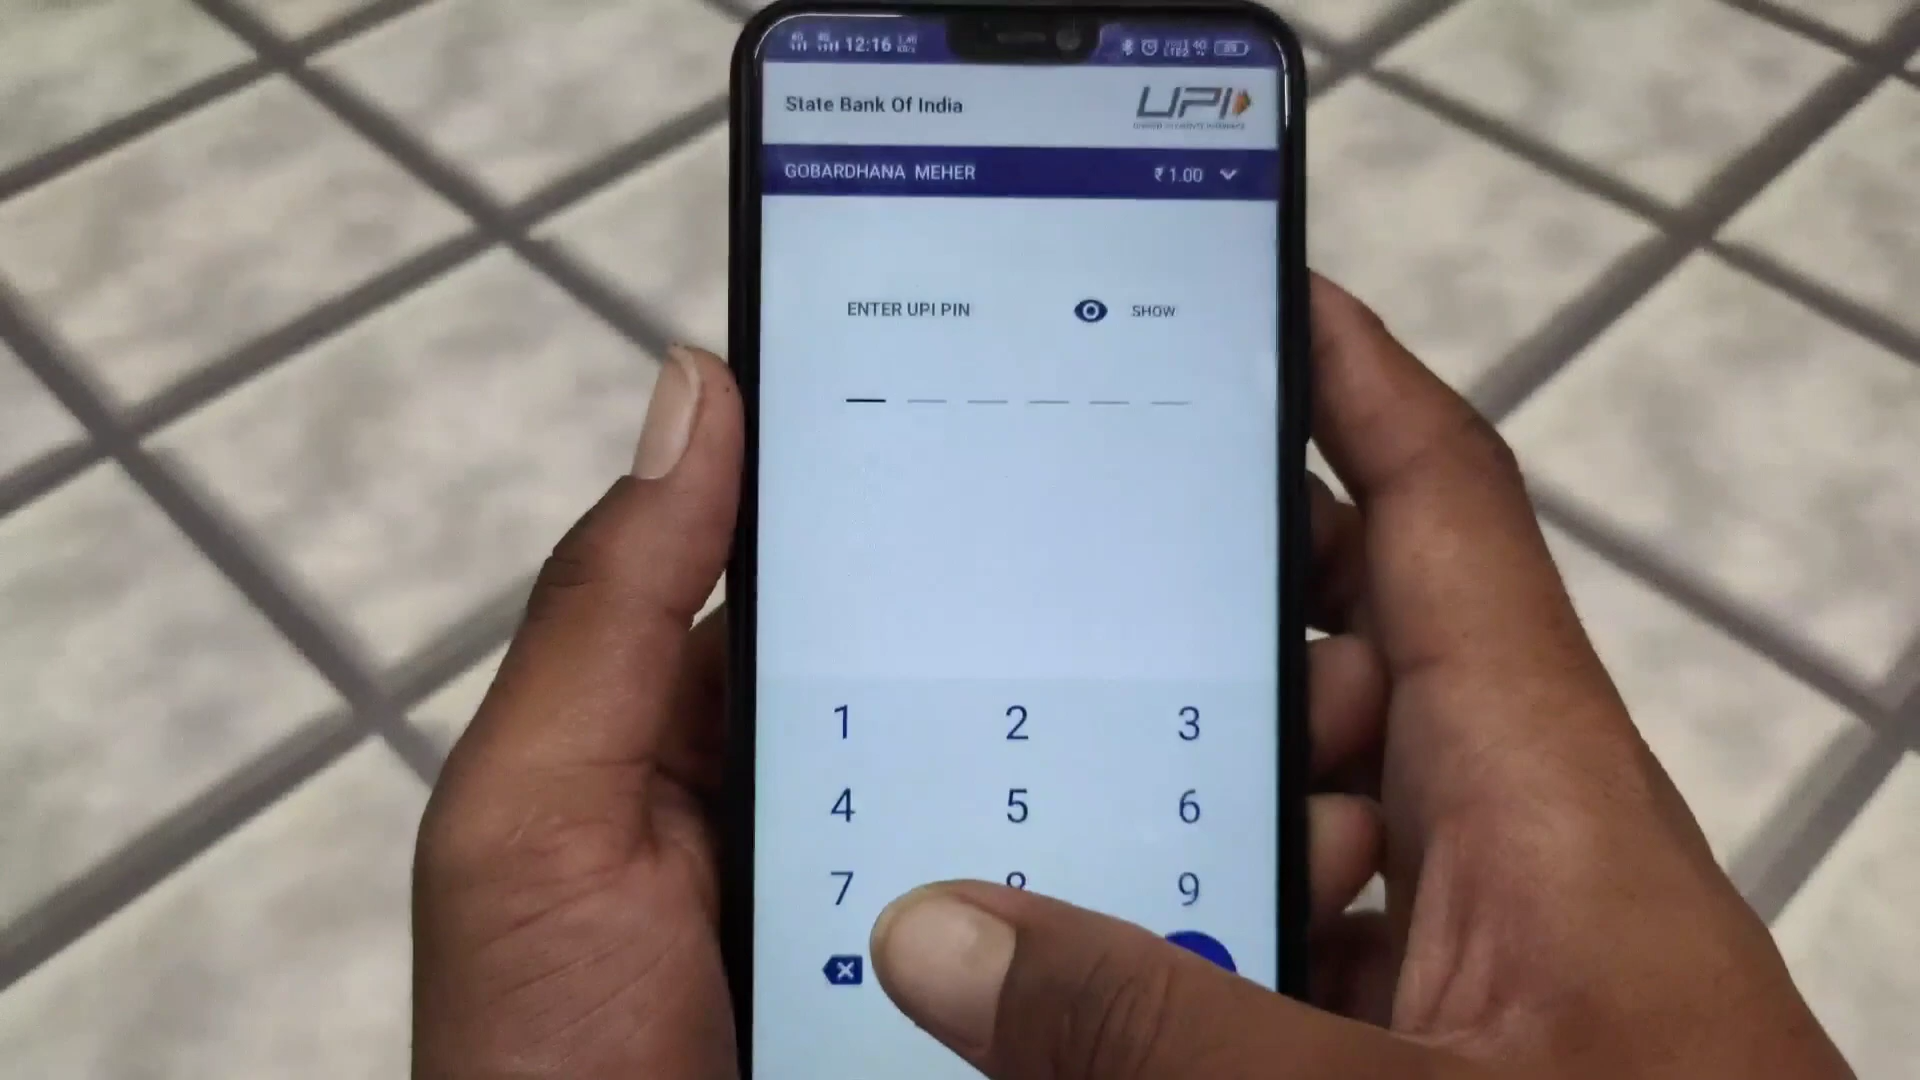 12:16
State Bank Of India
UPI
GOBARDHANA MEHER ₹ 1.00
ENTER UPI PIN SHOW
1 2 3
4 5 6
7 8 9